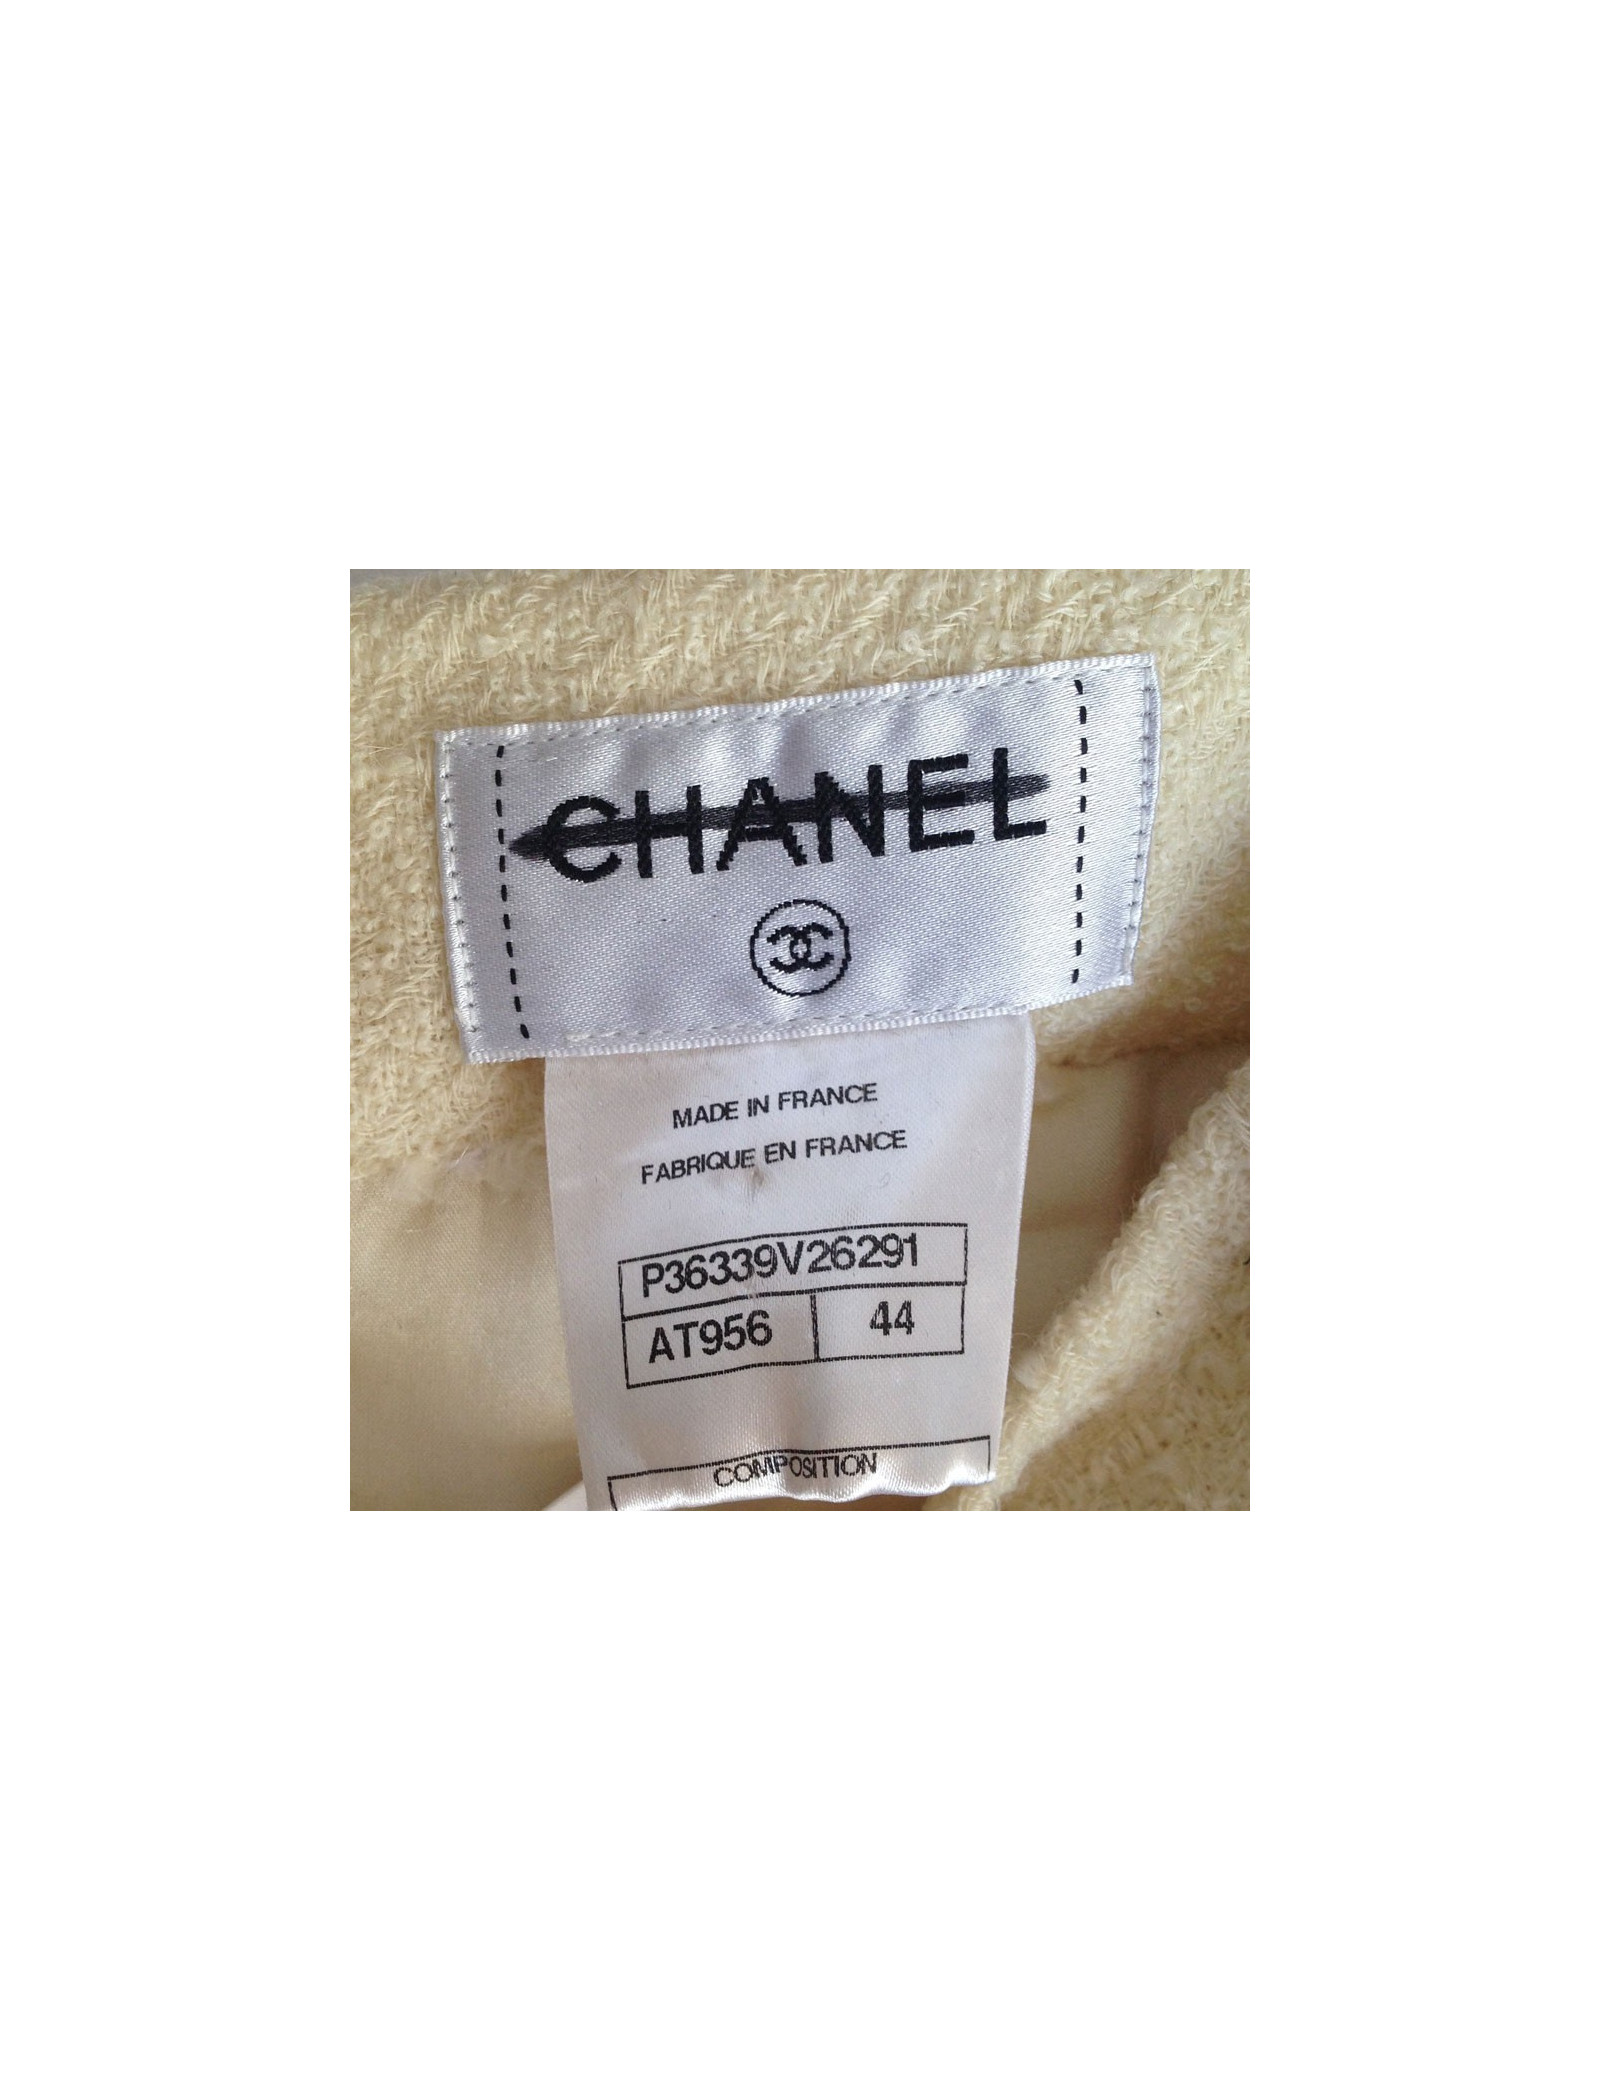 CHANEL
MADE IN FRANCE
FABRIQUE EN FRANCE
P36339V26291
AT956 44
COMPOSITION